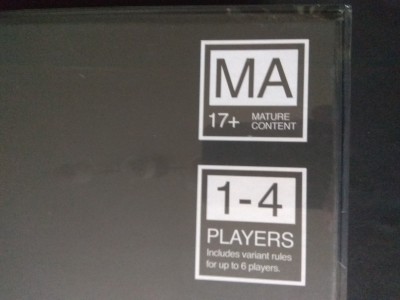 MA
17+ MATURE
CONTENT
1-4
PLAYERS
Includes variant rules
for up to 6 players.